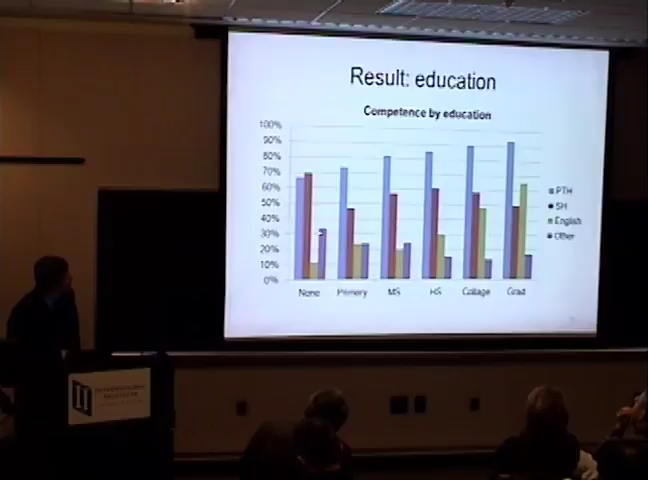 Result: education
Competence by education
100%
90%
80%
70%
60%
50%
40%
30%
20%
10%
0%
None Primary MS HS Collage Grad
PTH
SH
English
Other